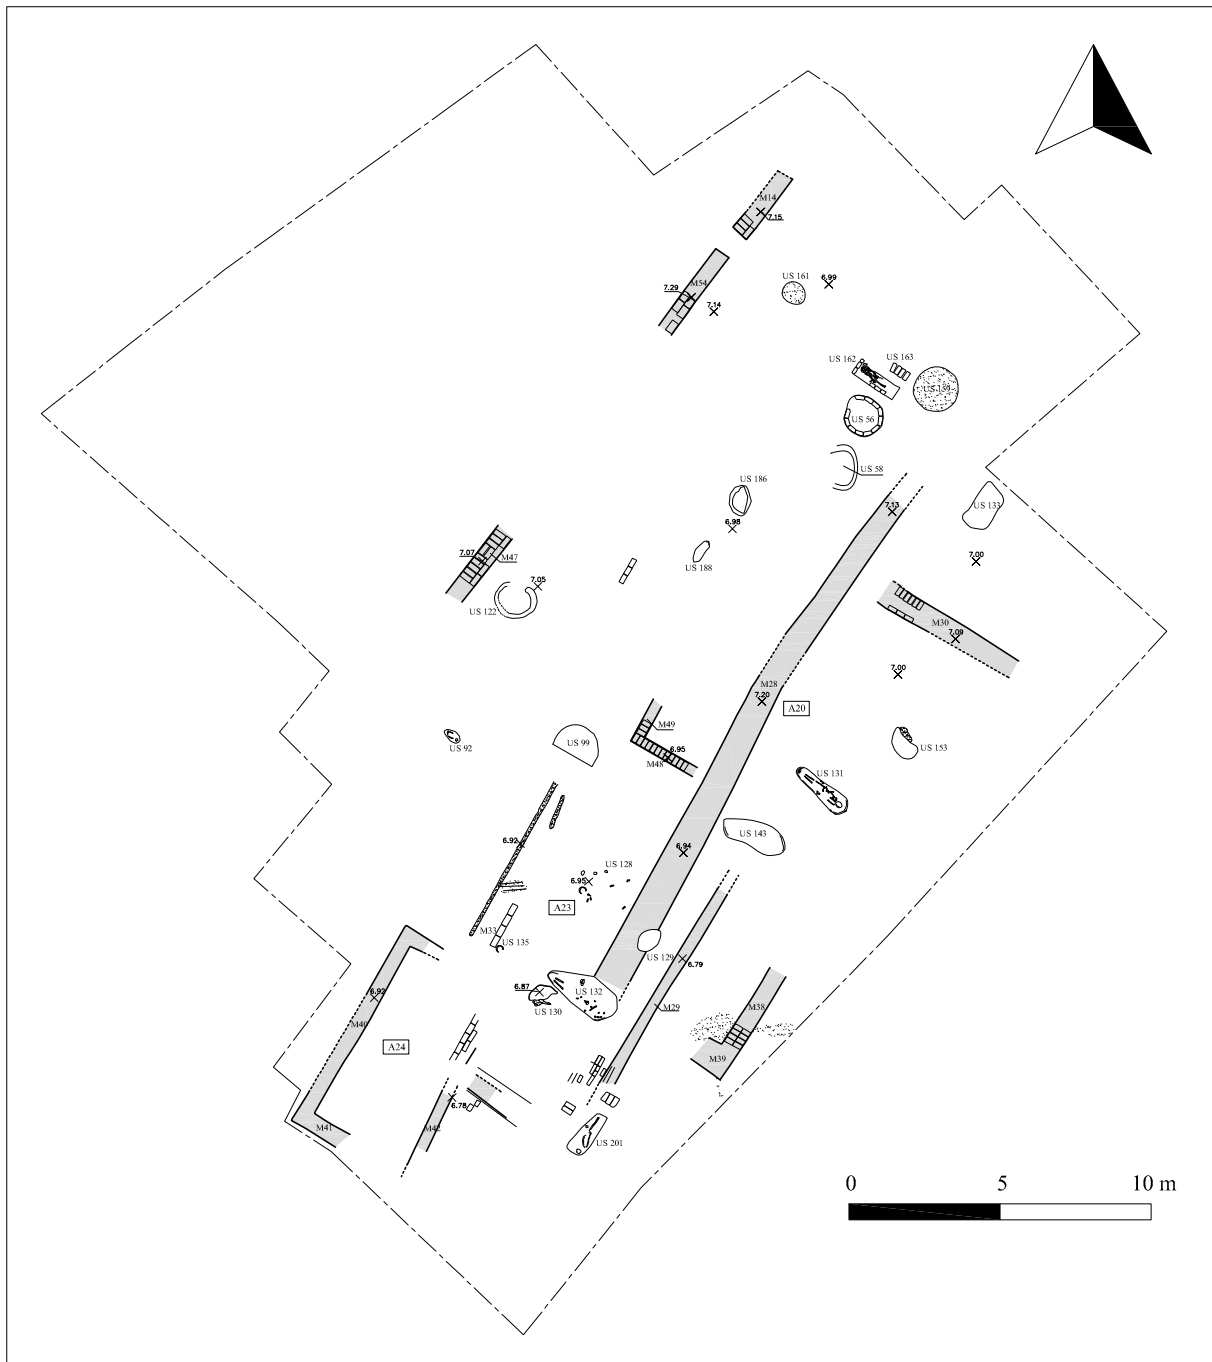 M14
7.15
7.29
M54
7.14
US 161
6.99
US 162
US 163
US 159
US 56
US 58
US 186
7.13
US 133
6.98
US 188
7.00
7.07
M47
7.05
US 122
M30
7.09
7.00
M28
7.20
A20
M49
US 92
US 99
6.95
M48
US 153
US 131
6.92
US 143
6.94
US 128
6.95
A23
M33
US 135
US 129
6.79
6.87
US 132
US 130
6.92
M40
M29
M38
A24
M39
6.78
M41
M42
US 201
0 5 10 m